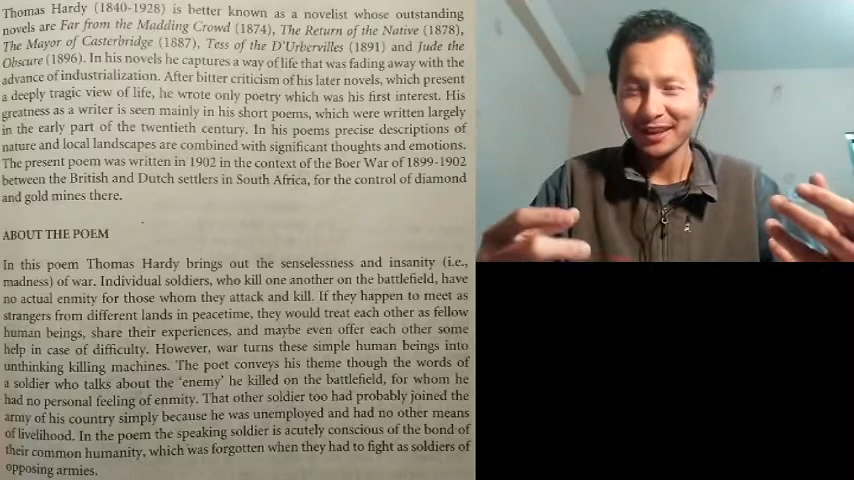 Thomas Hardy (1840-1928) is better known as a novelist whose outstanding
novels are Far from the Madding Crowd (1874), The Return of the Native (1878),
The Mayor of Casterbridge (1887), Tess of the D'Urbervilles (1891) and Jude the
Obscure (1896). In his novels he captures a way of life that was fading away with the
advance of industrialization. After bitter criticism of his later novels, which present
a deeply tragic view of life, he wrote only poetry which was his first interest. His
greatness as a writer is seen mainly in his short poems, which were written largely
in the early part of the twentieth century. In his poems precise descriptions of
nature and local landscapes are combined with significant thoughts and emotions.
The present poem was written in 1902 in the context of the Boer War of 1899-1902
between the British and Dutch settlers in South Africa, for the control of diamond
and gold mines there.
ABOUT THE POEM
In this poem Thomas Hardy brings out the senselessness and insanity (i.e.,
madness) of war. Individual soldiers, who kill one another on the battlefield, have
no actual enmity for those whom they attack and kill. If they happen to meet as
strangers from different lands in peacetime, they would treat each other as fellow
human beings, share their experiences, and maybe even offer each other some
help in case of difficulty. However, war turns these simple human beings into
unthinking killing machines. The poet conveys his theme though the words of
a soldier who talks about the 'enemy' he killed on the battlefield, for whom he
had no personal feeling of enmity. That other soldier too had probably joined the
army of his country simply because he was unemployed and had no other means
of livelihood. In the poem the speaking soldier is acutely conscious of the bond of
their common humanity, which was forgotten when they had to fight as soldiers of
opposing armies.